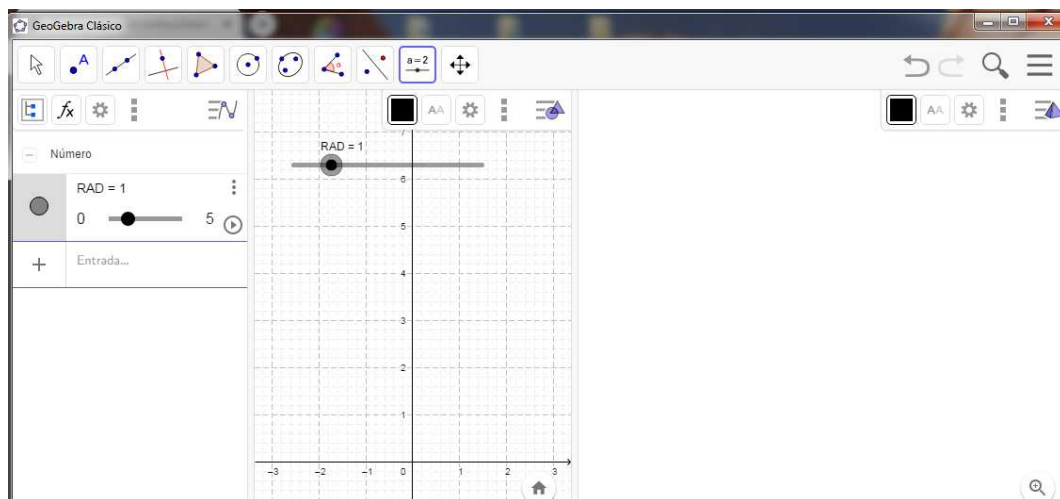 GeoGebra Clásico
A
a=2
fx
AA
AA
Número
RAD = 1
0
5
Entrada...
RAD = 1
7
6
5
4
3
2
1
−3
−2
−1
0
1
2
3